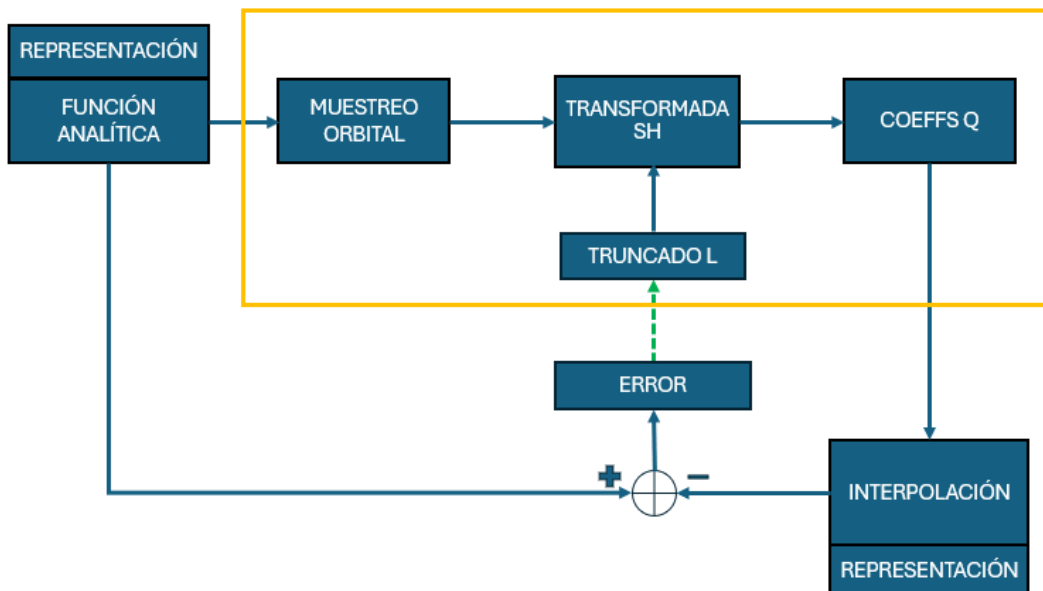 REPRESENTACIÓN
FUNCIÓN
ANALÍTICA
MUESTREO
ORBITAL
TRANSFORMADA
SH
COEFFS Q
TRUNCADO L
ERROR
+
−
INTERPOLACIÓN
REPRESENTACIÓN